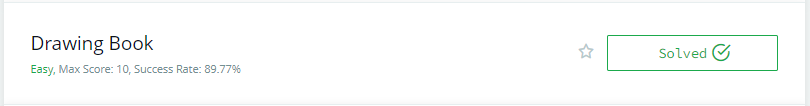 Drawing Book
Solved
Easy, Max Score: 10, Success Rate: 89.77%